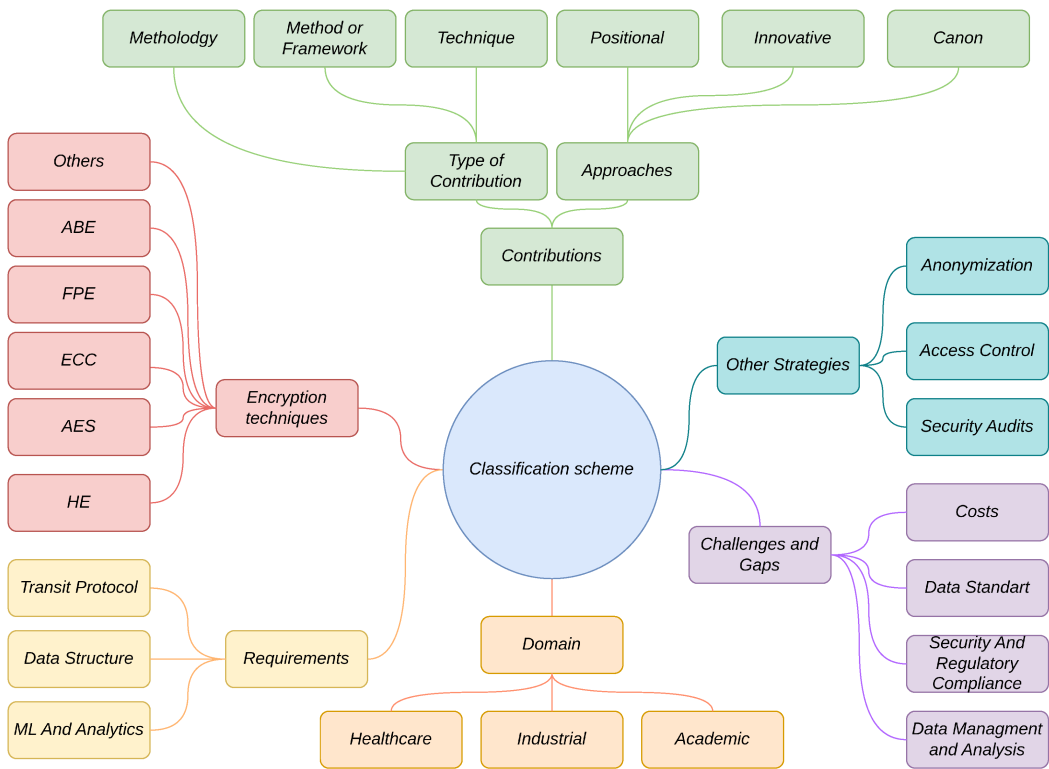 Metholodgy
Method or
Framework
Technique
Positional
Innovative
Canon
Type of
Contribution
Approaches
Contributions
Others
ABE
FPE
ECC
AES
HE
Encryption
techniques
Classification scheme
Other Strategies
Anonymization
Access Control
Security Audits
Challenges and
Gaps
Costs
Data Standart
Security And
Regulatory
Compliance
Data Managment
and Analysis
Transit Protocol
Data Structure
ML And Analytics
Requirements
Domain
Healthcare
Industrial
Academic